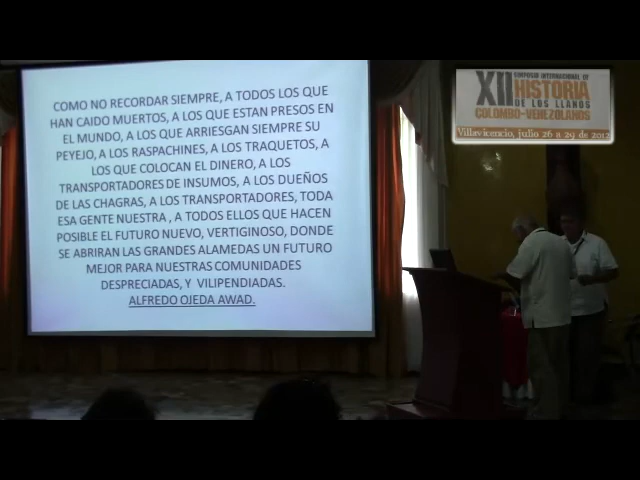 COMO NO RECORDAR SIEMPRE, A TODOS LOS QUE
HAN CAIDO MUERTOS, A LOS QUE ESTAN PRESOS EN
EL MUNDO, A LOS QUE ARRIESGAN SIEMPRE SU
PEYEJO, A LOS RASPACHINES, A LOS TRAQUETOS, A
LOS QUE COLOCAN EL DINERO, A LOS
TRANSPORTADORES DE INSUMOS, A LOS DUEÑOS
DE LAS CHAGRAS, A LOS TRANSPORTADORES, TODA
ESA GENTE NUESTRA , A TODOS ELLOS QUE HACEN
POSIBLE EL FUTURO NUEVO, VERTIGINOSO, DONDE
SE ABRIRAN LAS GRANDES ALAMEDAS UN FUTURO
MEJOR PARA NUESTRAS COMUNIDADES
DESPRECIADAS, Y VILIPENDIADAS.
ALFREDO OJEDA AWAD.
XII SIMPOSIO INTERNACIONAL DE
HISTORIA
DE LOS LLANOS
COLOMBO-VENEZOLANOS
Villavicencio, julio 26 a 29 de 2012